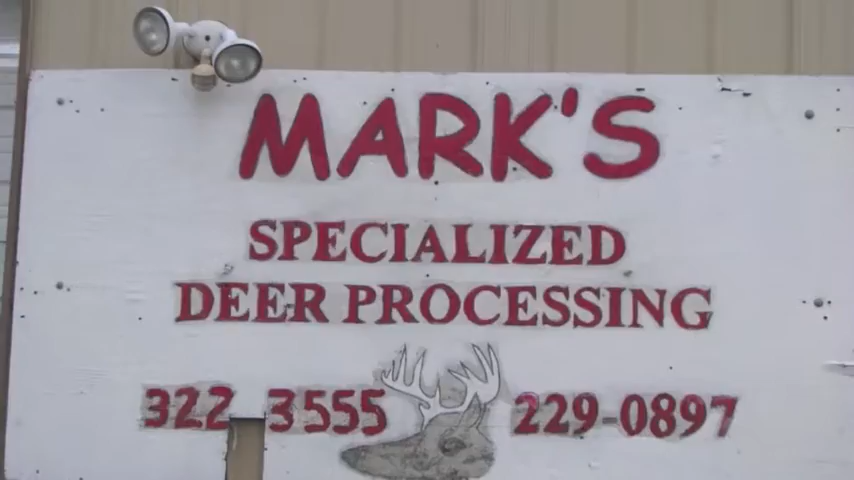 MARK'S
SPECIALIZED
DEER PROCESSING
322 3555 229-0897